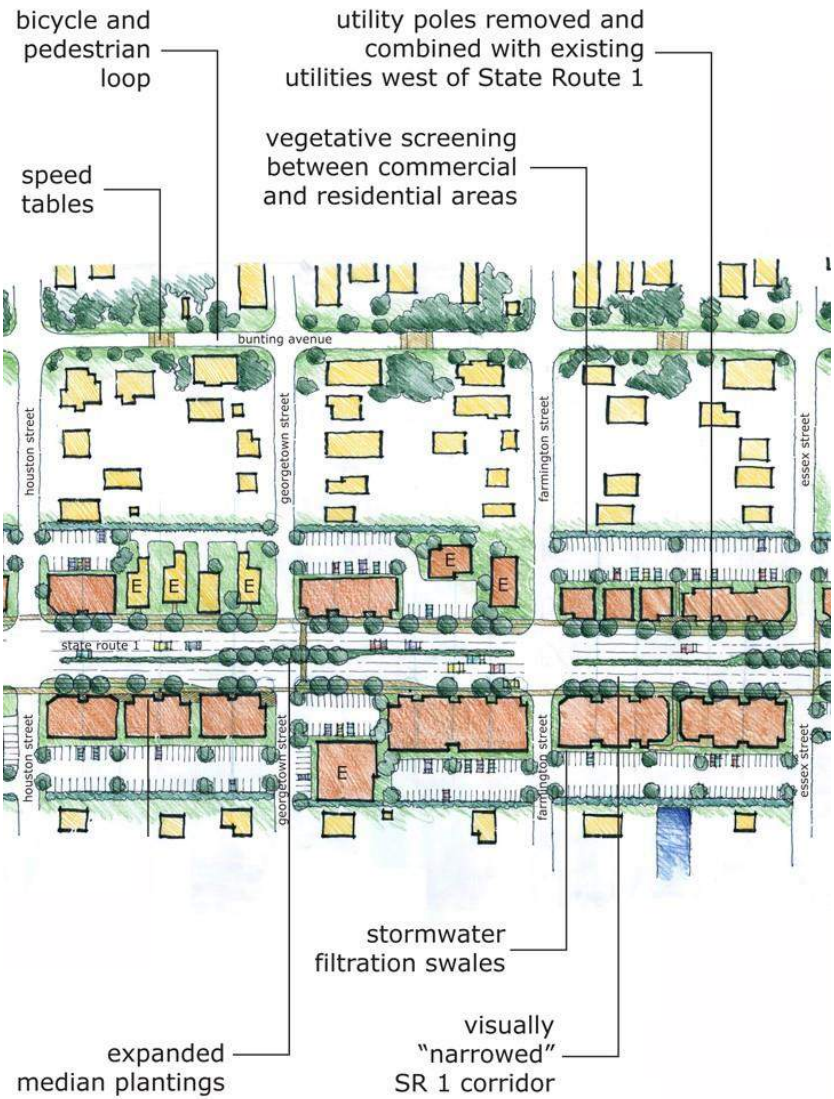 bicycle and
pedestrian
loop
utility poles removed and
combined with existing
utilities west of State Route 1
vegetative screening
between commercial
and residential areas
speed
tables
bunting avenue
houston street
georgetown street
farmington street
essex street
E
E
E
E
E
state route 1
houston street
georgetown street
farmington street
essex street
E
stormwater
filtration swales
expanded
median plantings
visually
"narrowed"
SR 1 corridor